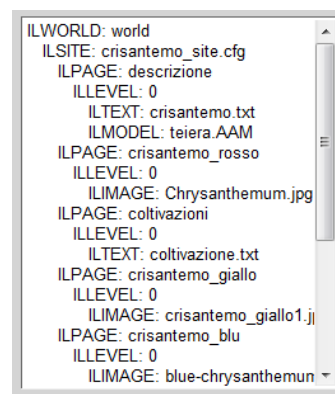 ILWORLD: world
ILSITE: crisantemo_site.cfg
ILPAGE: descrizione
ILLEVEL: 0
ILTEXT: crisantemo.txt
ILMODEL: teiera.AAM
ILPAGE: crisantemo_rosso
ILLEVEL: 0
ILIMAGE: Chrysanthemum.jpg
ILPAGE: coltivazioni
ILLEVEL: 0
ILTEXT: coltivazione.txt
ILPAGE: crisantemo_giallo
ILLEVEL: 0
ILIMAGE: crisantemo_giallo1.j
ILPAGE: crisantemo_blu
ILLEVEL: 0
ILIMAGE: blue-chrysanthemum